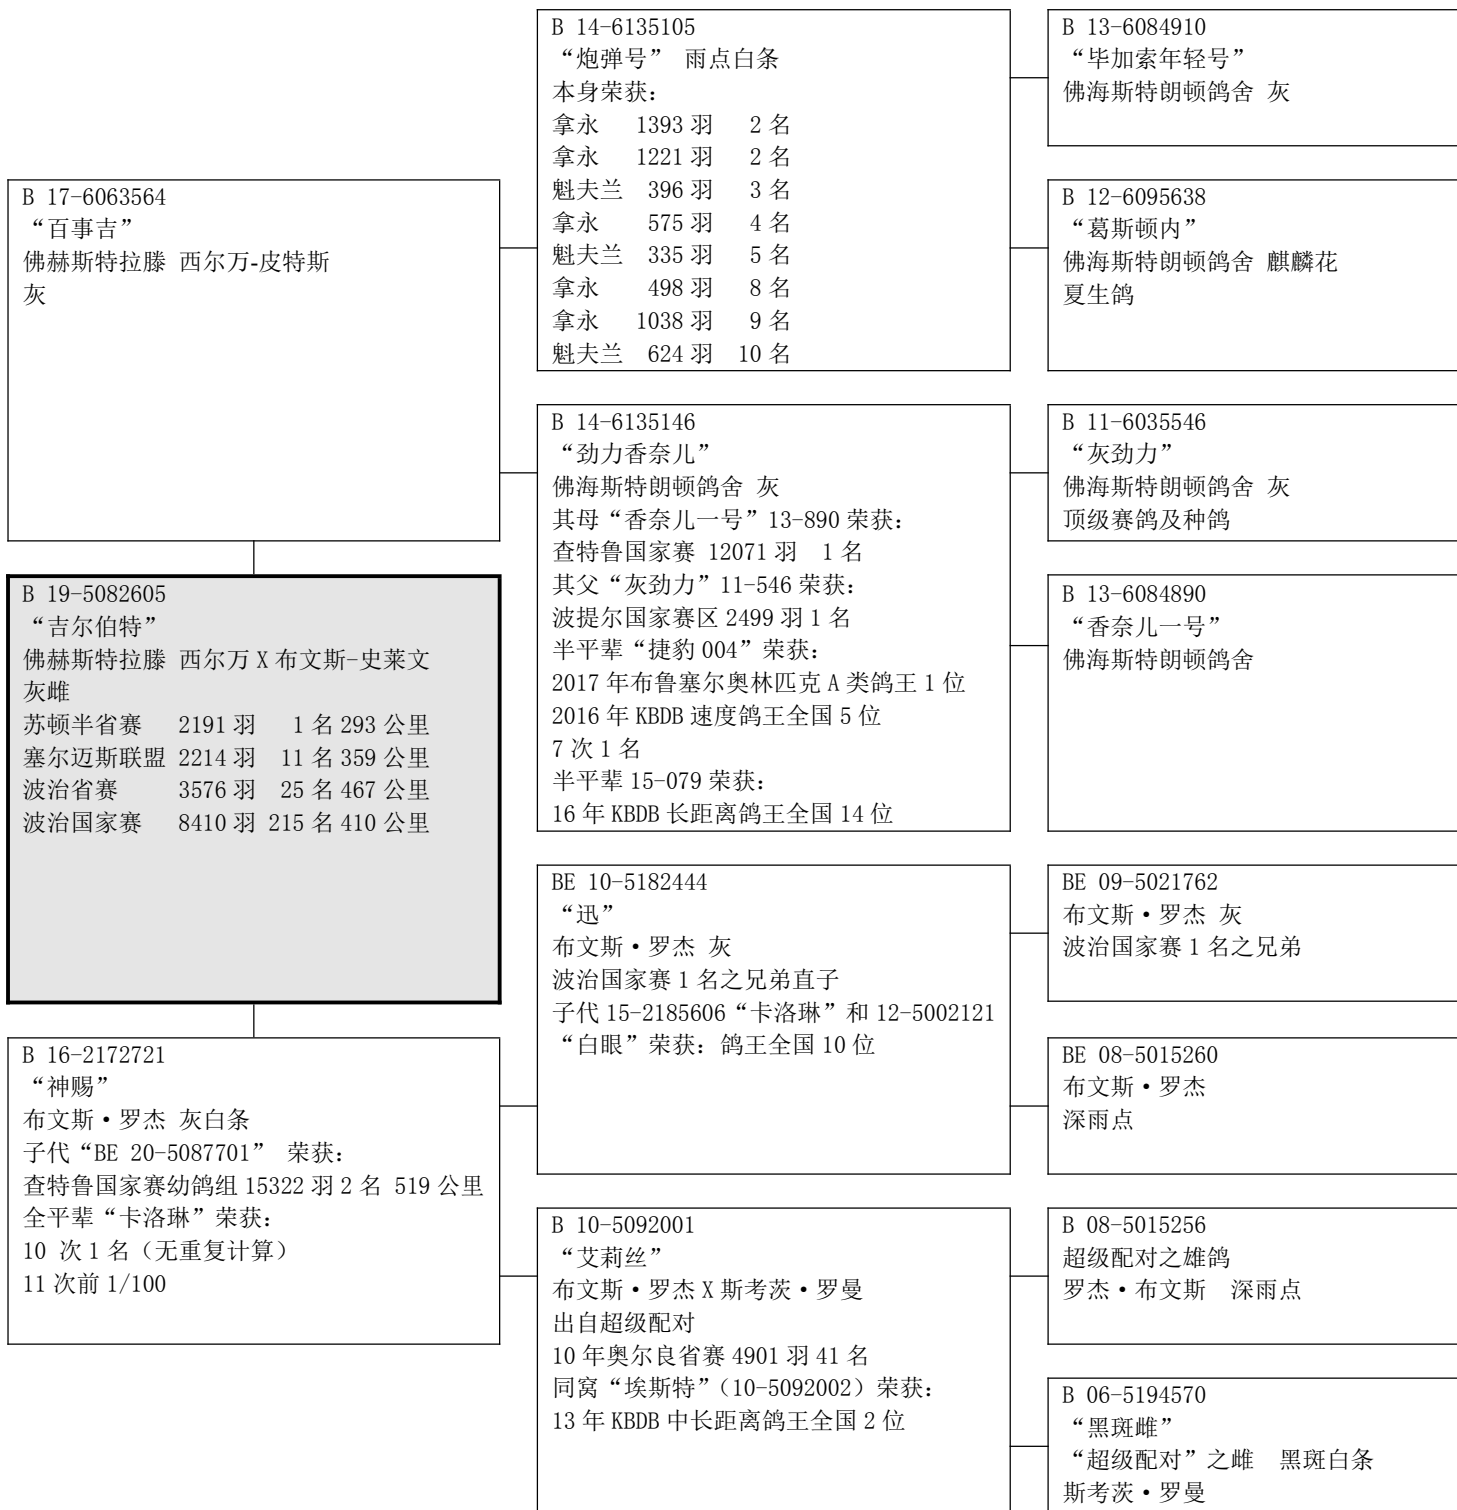 B 17-6063564
“百事吉”
佛赫斯特拉滕 西尔万-皮特斯
灰
B 19-5082605
“吉尔伯特”
佛赫斯特拉滕 西尔万 X 布文斯-史莱文
灰雌
苏顿半省赛 2191 羽 1 名 293 公里
塞尔迈斯联盟 2214 羽 11 名 359 公里
波治省赛 3576 羽 25 名 467 公里
波治国家赛 8410 羽 215 名 410 公里
B 16-2172721
“神赐”
布文斯·罗杰 灰白条
子代“BE 20-5087701” 荣获：
查特鲁国家赛幼鸽组 15322 羽 2 名 519 公里
全平辈“卡洛琳”荣获：
10 次 1 名（无重复计算）
11 次前 1/100
B 14-6135105
“炮弹号” 雨点白条
本身荣获：
拿永 1393 羽 2 名
拿永 1221 羽 2 名
魁夫兰 396 羽 3 名
拿永 575 羽 4 名
魁夫兰 335 羽 5 名
拿永 498 羽 8 名
拿永 1038 羽 9 名
魁夫兰 624 羽 10 名
B 14-6135146
“劲力香奈儿”
佛海斯特朗顿鸽舍 灰
其母“香奈儿一号”13-890 荣获：
查特鲁国家赛 12071 羽 1 名
其父“灰劲力”11-546 荣获：
波提尔国家赛区 2499 羽 1 名
半平辈“捷豹 004”荣获：
2017 年布鲁塞尔奥林匹克 A 类鸽王 1 位
2016 年 KBDB 速度鸽王全国 5 位
7 次 1 名
半平辈 15-079 荣获：
16 年 KBDB 长距离鸽王全国 14 位
BE 10-5182444
“迅”
布文斯·罗杰 灰
波治国家赛 1 名之兄弟直子
子代 15-2185606“卡洛琳”和 12-5002121
“白眼”荣获：鸽王全国 10 位
B 10-5092001
“艾莉丝”
布文斯·罗杰 X 斯考茨·罗曼
出自超级配对
10 年奥尔良省赛 4901 羽 41 名
同窝“埃斯特”（10-5092002）荣获：
13 年 KBDB 中长距离鸽王全国 2 位
B 13-6084910
“毕加索年轻号”
佛海斯特朗顿鸽舍 灰
B 12-6095638
“葛斯顿内”
佛海斯特朗顿鸽舍 麒麟花
夏生鸽
B 11-6035546
“灰劲力”
佛海斯特朗顿鸽舍 灰
顶级赛鸽及种鸽
B 13-6084890
“香奈儿一号”
佛海斯特朗顿鸽舍
BE 09-5021762
布文斯·罗杰 灰
波治国家赛 1 名之兄弟
BE 08-5015260
布文斯·罗杰
深雨点
B 08-5015256
超级配对之雄鸽
罗杰·布文斯 深雨点
B 06-5194570
“黑斑雌”
“超级配对”之雌 黑斑白条
斯考茨·罗曼